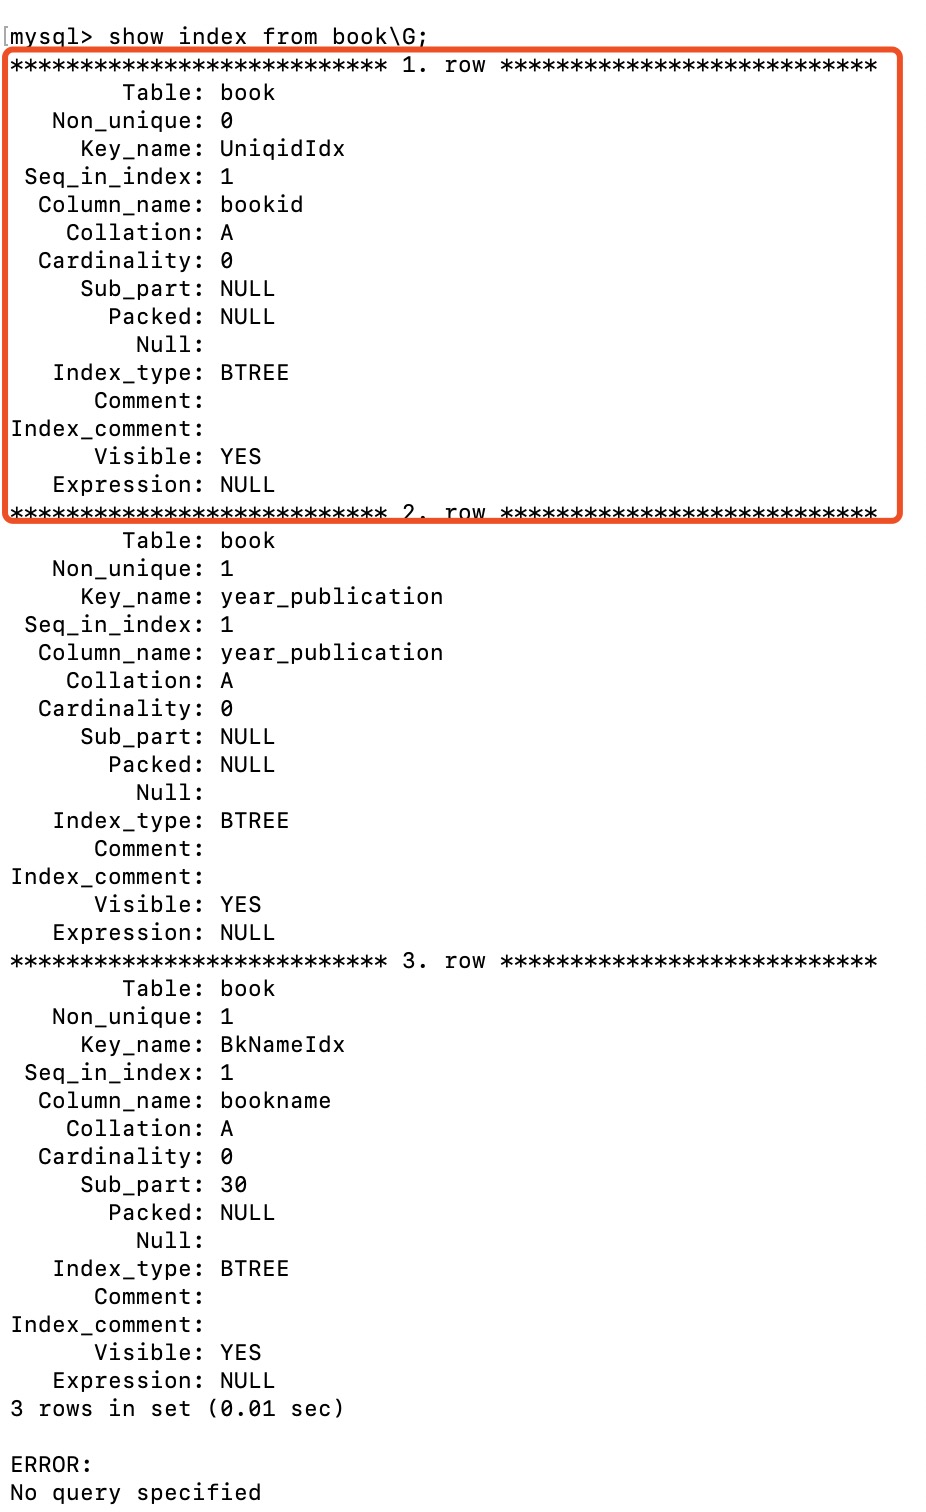 [mysql> show index from book\G;
*************************** 1. row ***************************
Table: book
Non_unique: 0
Key_name: UniqidIdx
Seq_in_index: 1
Column_name: bookid
Collation: A
Cardinality: 0
Sub_part: NULL
Packed: NULL
Null:
Index_type: BTREE
Comment:
Index_comment:
Visible: YES
Expression: NULL
*************************** 2. row ***************************
Table: book
Non_unique: 1
Key_name: year_publication
Seq_in_index: 1
Column_name: year_publication
Collation: A
Cardinality: 0
Sub_part: NULL
Packed: NULL
Null:
Index_type: BTREE
Comment:
Index_comment:
Visible: YES
Expression: NULL
*************************** 3. row ***************************
Table: book
Non_unique: 1
Key_name: BkNameIdx
Seq_in_index: 1
Column_name: bookname
Collation: A
Cardinality: 0
Sub_part: 30
Packed: NULL
Null:
Index_type: BTREE
Comment:
Index_comment:
Visible: YES
Expression: NULL
3 rows in set (0.01 sec)
ERROR:
No query specified